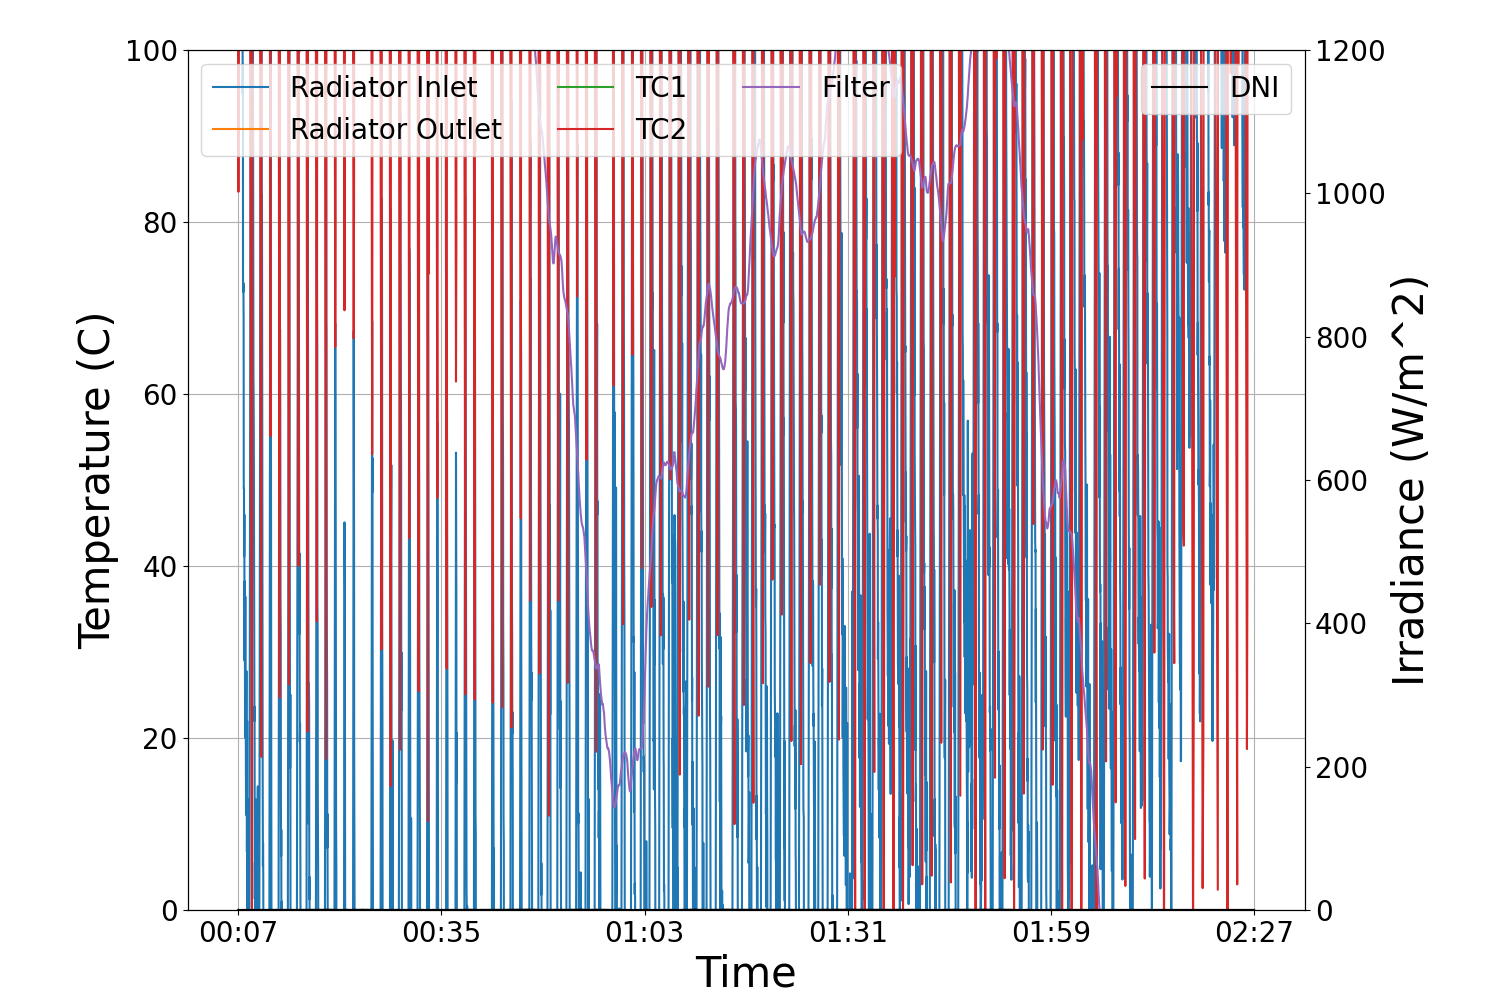 100
80
60
40
20
0
Temperature (C)
Radiator Inlet
Radiator Outlet
TC1
TC2
Filter
DNI
1200
1000
800
600
400
200
0
Irradiance (W/m^2)
00:07
00:35
01:03
01:31
01:59
02:27
Time